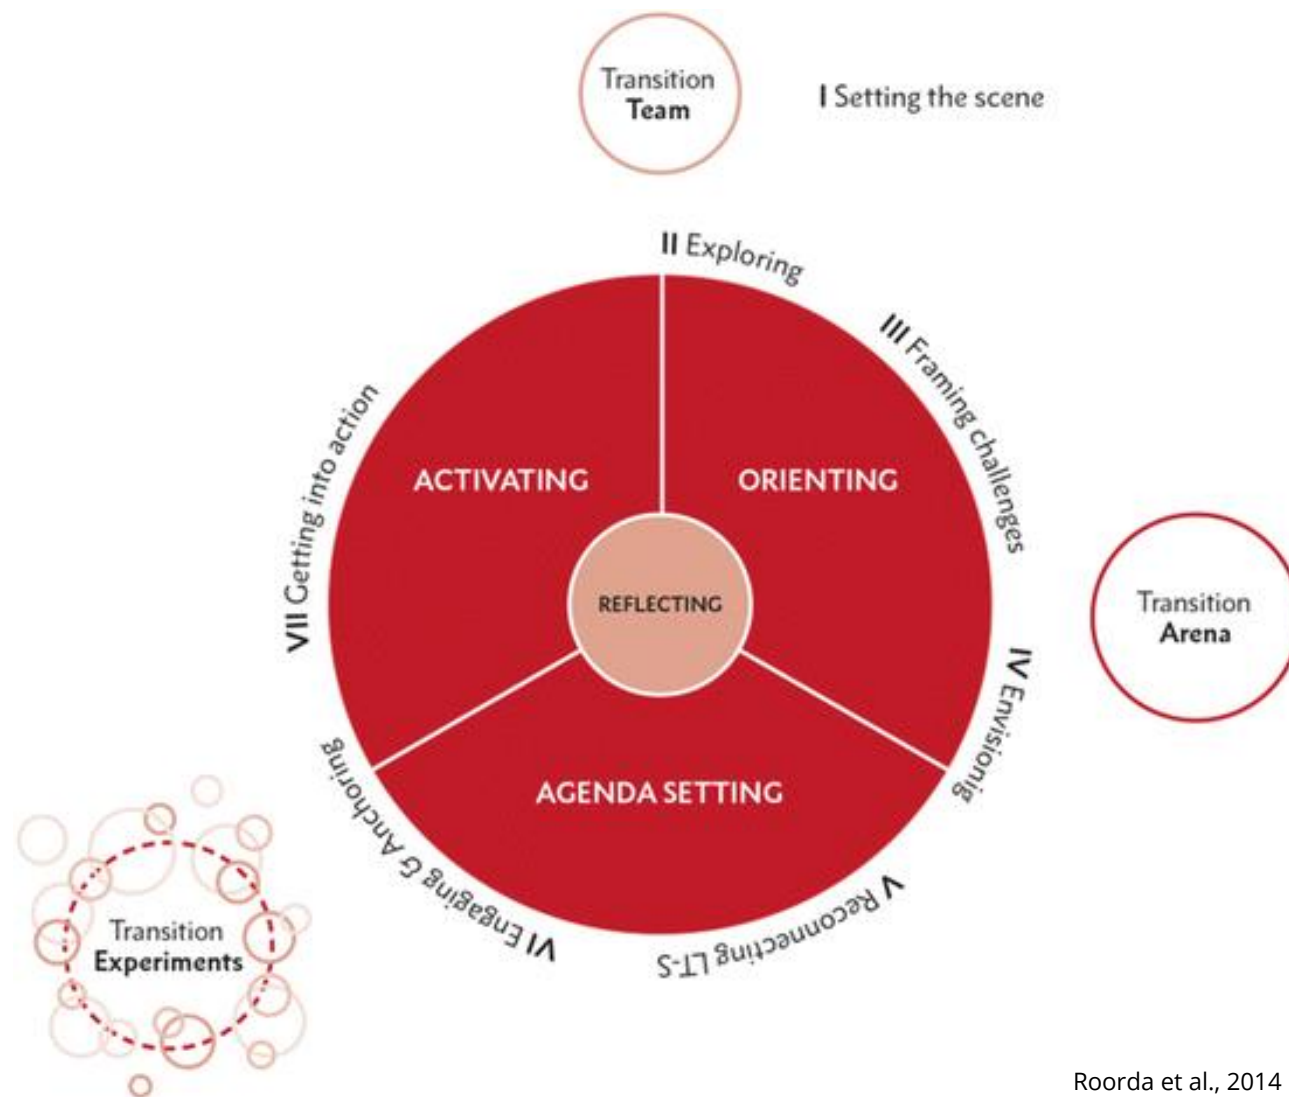 Transition
Team
I Setting the scene
II Exploring
III Framing challenges
ACTIVATING
ORIENTING
VII Getting into action
REFLECTING
Transition
Arena
IV Envisionig
AGENDA SETTING
VI Engaging & Anchoring
V Reconnecting LT-S
Transition
Experiments
Roorda et al., 2014